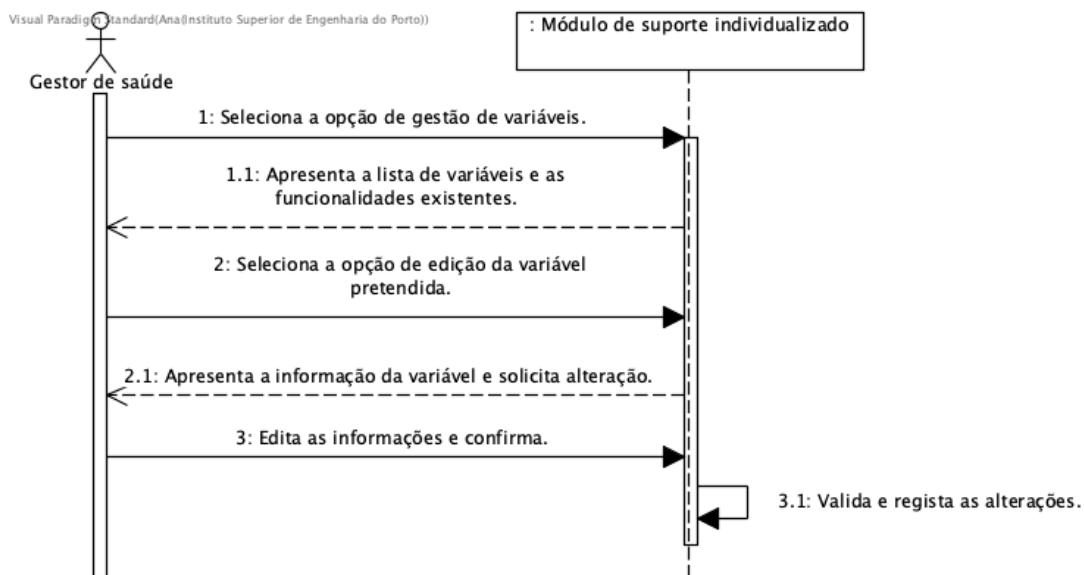 Visual Paradigm Standard(Ana(Instituto Superior de Engenharia do Porto))
: Módulo de suporte individualizado
Gestor de saúde
1: Seleciona a opção de gestão de variáveis.
1.1: Apresenta a lista de variáveis e as
funcionalidades existentes.
2: Seleciona a opção de edição da variável
pretendida.
2.1: Apresenta a informação da variável e solicita alteração.
3: Edita as informações e confirma.
3.1: Valida e regista as alterações.